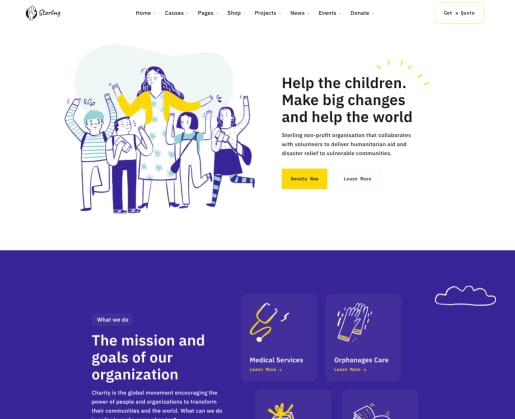 Sterling
Home Causes Pages Shop Projects News Events Donate
Get a Quote
Help the children.
Make big changes
and help the world
Sterling non-profit organisation that collaborates
with volunteers to deliver humanitarian aid and
disaster relief to vulnerable communities.
Donate Now Learn More
What we do
The mission and
goals of our
organization
Charity is the global movement encouraging the
power of people and organizations to transform
their communities and the world. What can we do
Medical Services
Learn More
Orphanages Care
Learn More